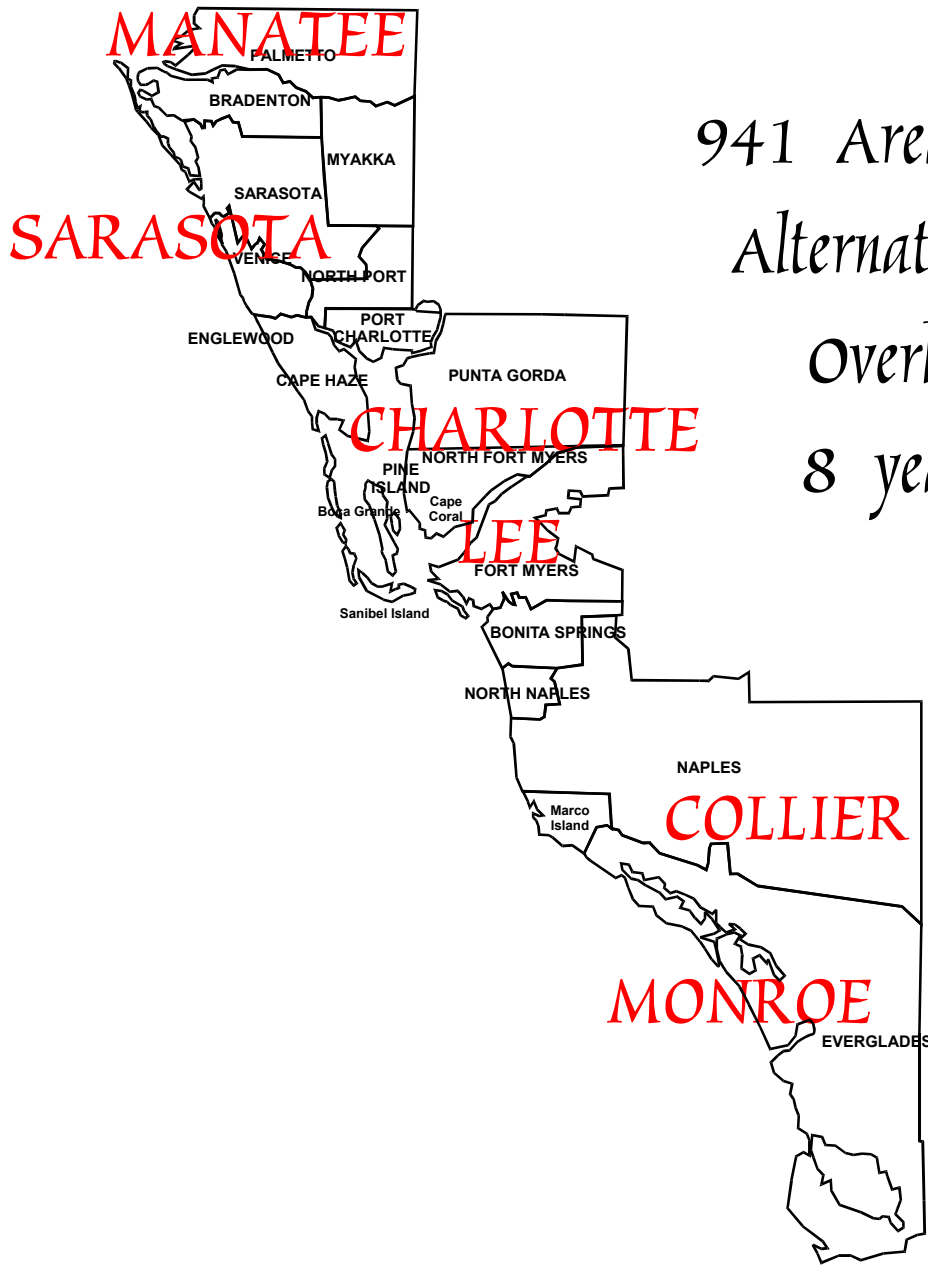 MANATEE
PALMETTO
BRADENTON
MYAKKA
SARASOTA
SARASOTA
VENICE
NORTH PORT
PORT
CHARLOTTE
ENGLEWOOD
CAPE HAZE
PUNTA GORDA
CHARLOTTE
NORTH FORT MYERS
PINE
ISLAND
Cape
Coral
Boca Grande
LEE
FORT MYERS
Sanibel Island
BONITA SPRINGS
NORTH NAPLES
NAPLES
Marco
Island
COLLIER
MONROE
EVERGLADES
941
8